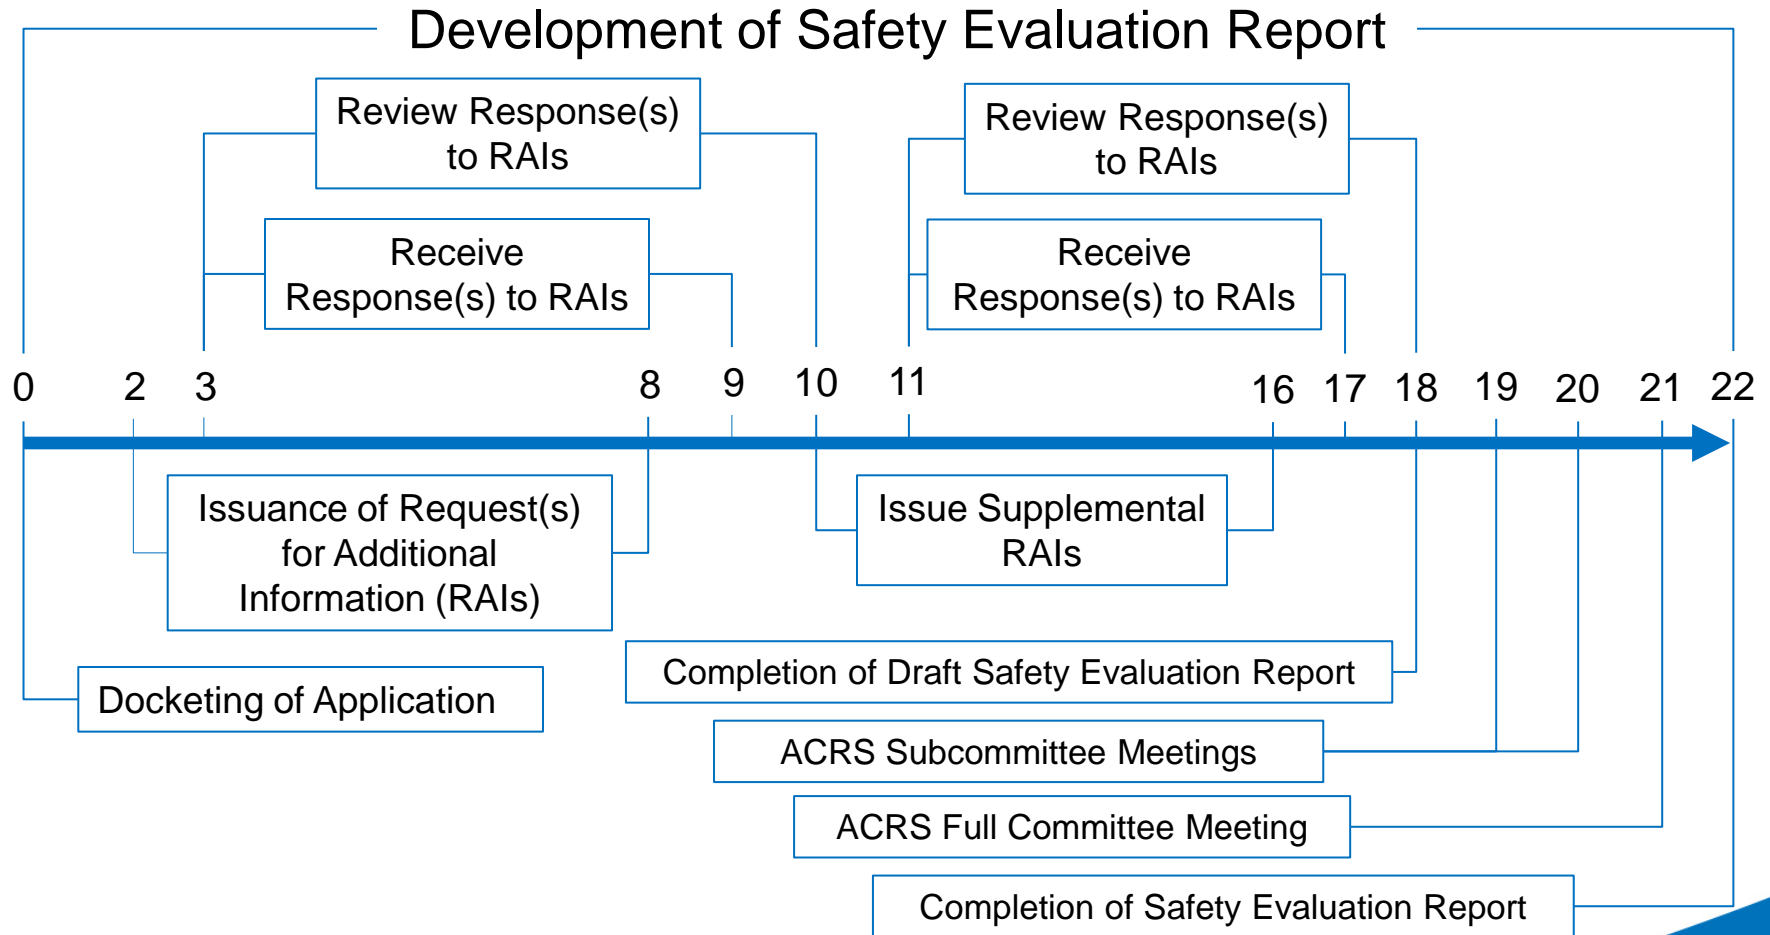 Development of Safety Evaluation Report
Review Response(s)
to RAIs
Review Response(s)
to RAIs
Receive
Response(s) to RAIs
Receive
Response(s) to RAIs
0 2 3 8 9 10 11 16 17 18 19 20 21 22
Issuance of Request(s)
for Additional
Information (RAIs)
Issue Supplemental
RAIs
Docketing of Application
Completion of Draft Safety Evaluation Report
ACRS Subcommittee Meetings
ACRS Full Committee Meeting
Completion of Safety Evaluation Report